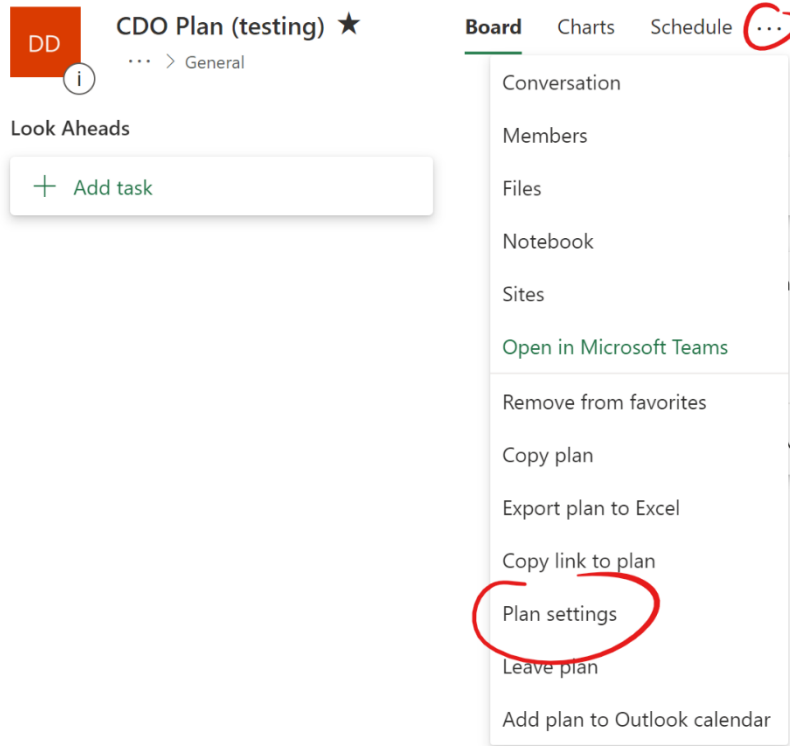 DD
CDO Plan (testing) ★
i
··· > General
Board Charts Schedule ···
Look Aheads
+ Add task
Conversation
Members
Files
Notebook
Sites
Open in Microsoft Teams
Remove from favorites
Copy plan
Export plan to Excel
Copy link to plan
Plan settings
Leave plan
Add plan to Outlook calendar